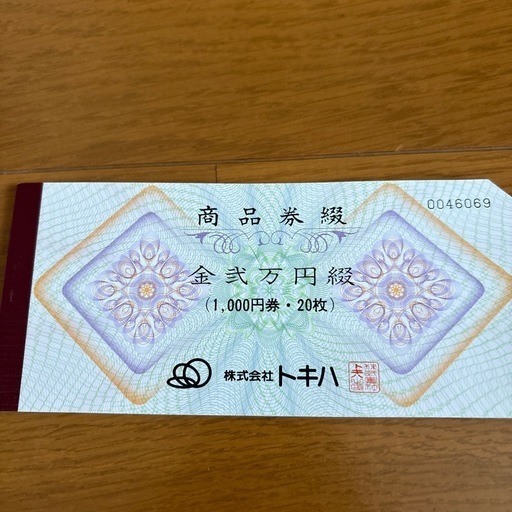 商品券綴
0046069
金弐万円綴
(1,000円券・20枚)
株式会社トキハ